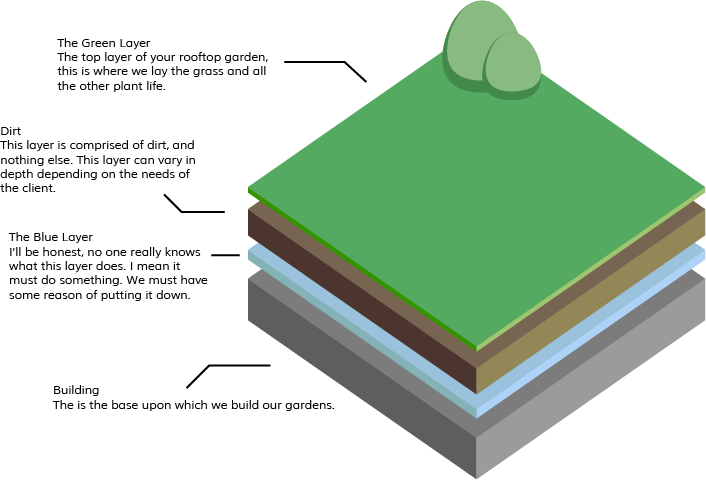 The Green Layer
The top layer of your rooftop garden,
this is where we lay the grass and all
the other plant life.
Dirt
This layer is comprised of dirt, and
nothing else. This layer can vary in
depth depending on the needs of
the client.
The Blue Layer
I'll be honest, no one really knows
what this layer does. I mean it
must do something. We must have
some reason of putting it down.
Building
The is the base upon which we build our gardens.